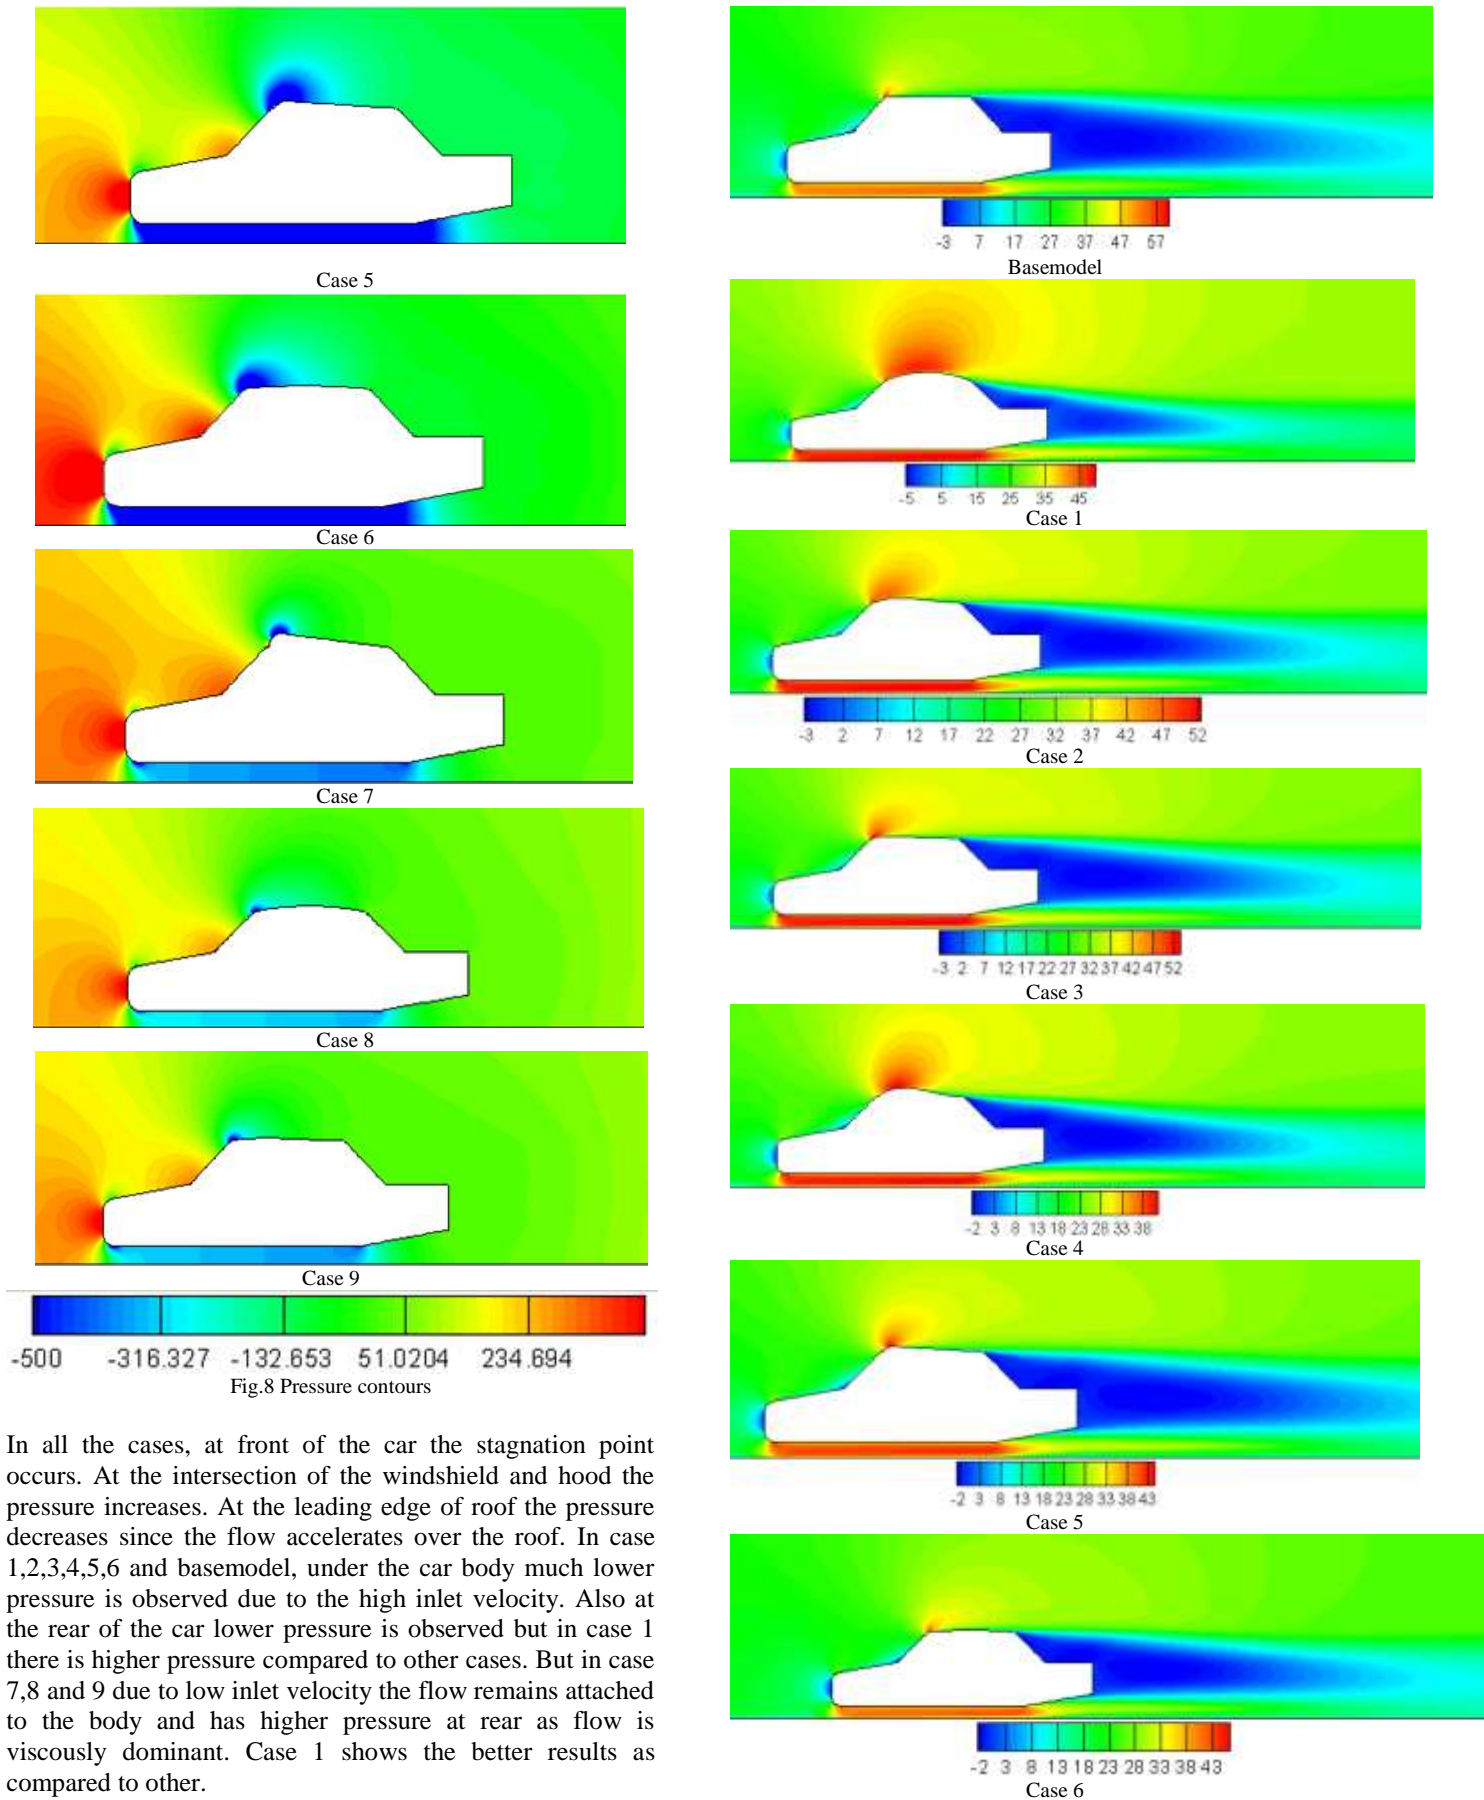 Case 5
Case 6
Case 7
Case 8
Case 9
-500 -316.327 -132.653 51.0204 234.694
Fig.8 Pressure contours
In all the cases, at front of the car the stagnation point
occurs. At the intersection of the windshield and hood the
pressure increases. At the leading edge of roof the pressure
decreases since the flow accelerates over the roof. In case
1,2,3,4,5,6 and basemodel, under the car body much lower
pressure is observed due to the high inlet velocity. Also at
the rear of the car lower pressure is observed but in case 1
there is higher pressure compared to other cases. But in case
7,8 and 9 due to low inlet velocity the flow remains attached
to the body and has higher pressure at rear as flow is
viscously dominant. Case 1 shows the better results as
compared to other.
-3 7 17 27 37 47 57
Basemodel
-5 5 15 25 35 45
Case 1
-3 2 7 12 17 22 27 32 37 42 47 52
Case 2
-3 2 7 12 17 22 27 32 37 42 47 52
Case 3
-2 3 8 13 18 23 28 33 38
Case 4
-2 3 8 13 18 23 28 33 38 43
Case 5
-2 3 8 13 18 23 28 33 38 43
Case 6